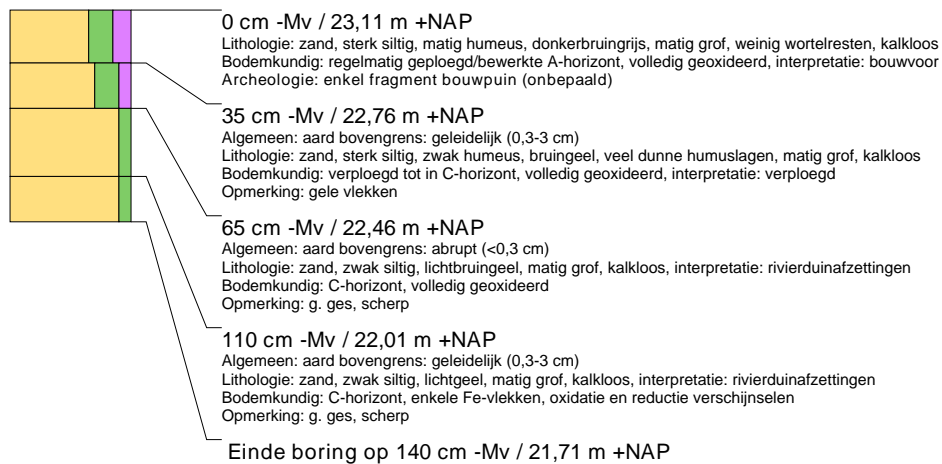 0 cm -Mv / 23,11 m +NAP
Lithologie: zand, sterk siltig, matig humeus, donkerbruingrijs, matig grof, weinig wortelresten, kalkloos
Bodemkundig: regelmatig geploegd/bewerkte A-horizont, volledig geoxideerd, interpretatie: bouwvoor
Archeologie: enkel fragment bouwpuin (onbepaald)
35 cm -Mv / 22,76 m +NAP
Algemeen: aard bovengrens: geleidelijk (0,3-3 cm)
Lithologie: zand, sterk siltig, zwak humeus, bruingeel, veel dunne humuslagen, matig grof, kalkloos
Bodemkundig: verploegd tot in C-horizont, volledig geoxideerd, interpretatie: verploegd
Opmerking: gele vlekken
65 cm -Mv / 22,46 m +NAP
Algemeen: aard bovengrens: abrupt (<0,3 cm)
Lithologie: zand, zwak siltig, lichtbruingeel, matig grof, kalkloos, interpretatie: rivierduinafzettingen
Bodemkundig: C-horizont, volledig geoxideerd
Opmerking: g. ges, scherp
110 cm -Mv / 22,01 m +NAP
Algemeen: aard bovengrens: geleidelijk (0,3-3 cm)
Lithologie: zand, zwak siltig, lichtgeel, matig grof, kalkloos, interpretatie: rivierduinafzettingen
Bodemkundig: C-horizont, enkele Fe-vlekken, oxidatie en reductie verschijnselen
Opmerking: g. ges, scherp
Einde boring op 140 cm -Mv / 21,71 m +NAP